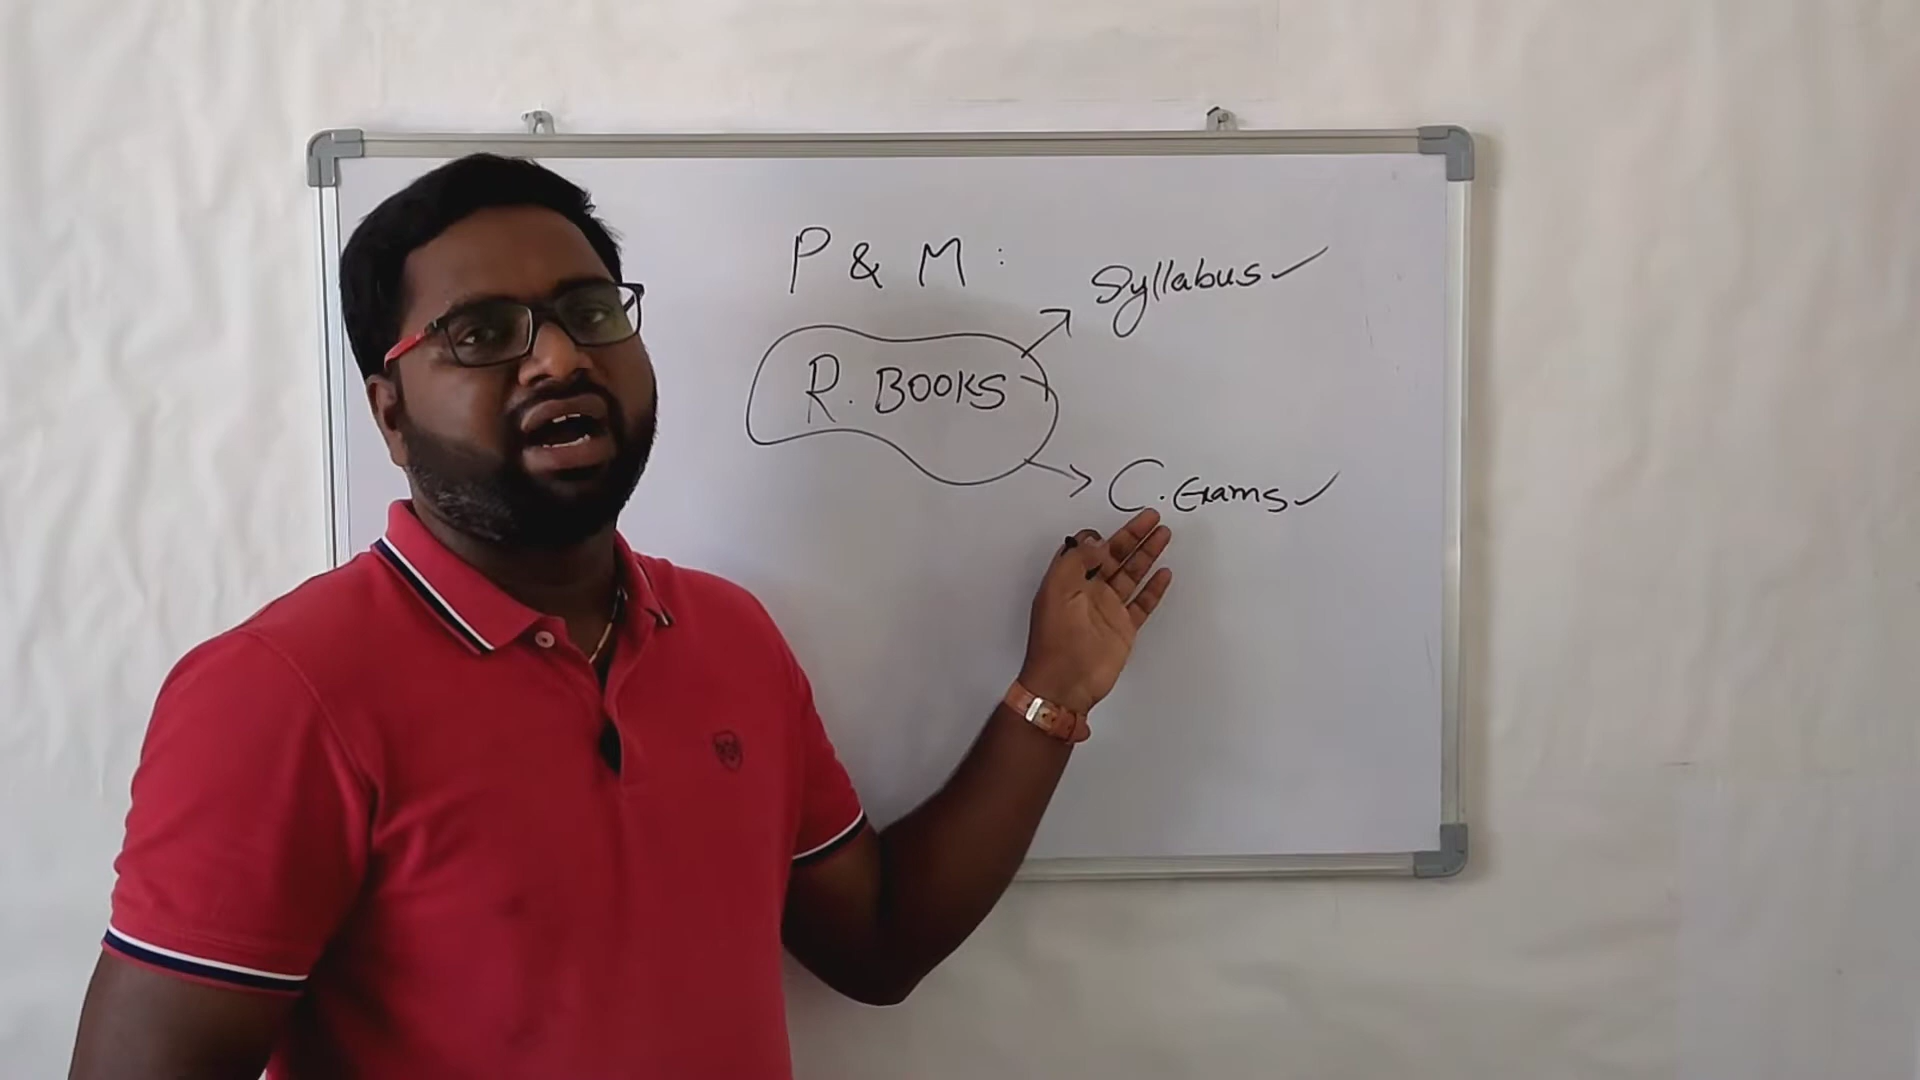 P & M :
Syllabus ✓
R. BOOKS
C. Exams ✓